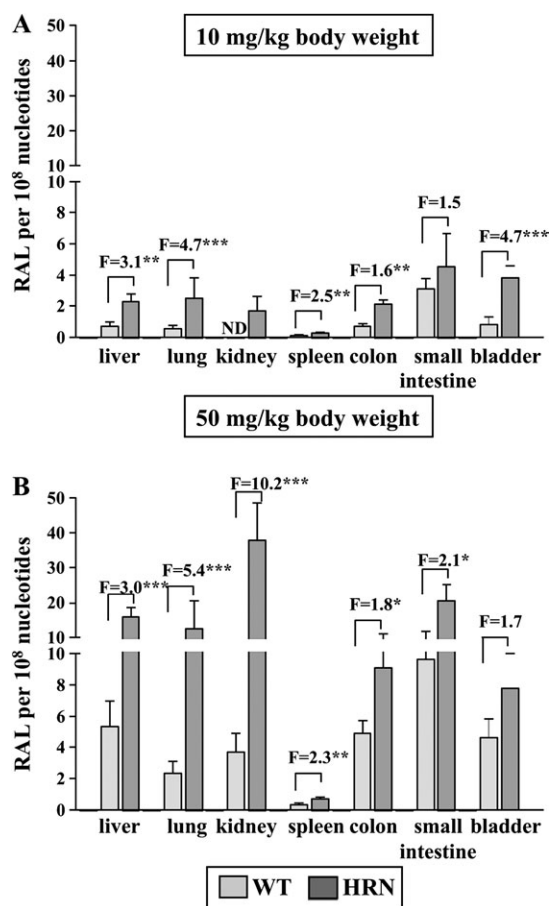 A
10 mg/kg body weight
RAL per 10⁸ nucleotides
50
40
30
20
10
10
8
6
4
2
0
F=3.1**
F=4.7***
ND
F=2.5**
F=1.6**
F=1.5
F=4.7***
liver lung kidney spleen colon small bladder
intestine
50 mg/kg body weight
B
RAL per 10⁸ nucleotides
50
40
30
20
10
10
8
6
4
2
0
F=3.0***
F=5.4***
F=10.2***
F=2.3**
F=1.8*
F=2.1*
F=1.7
liver lung kidney spleen colon small bladder
intestine
WT HRN